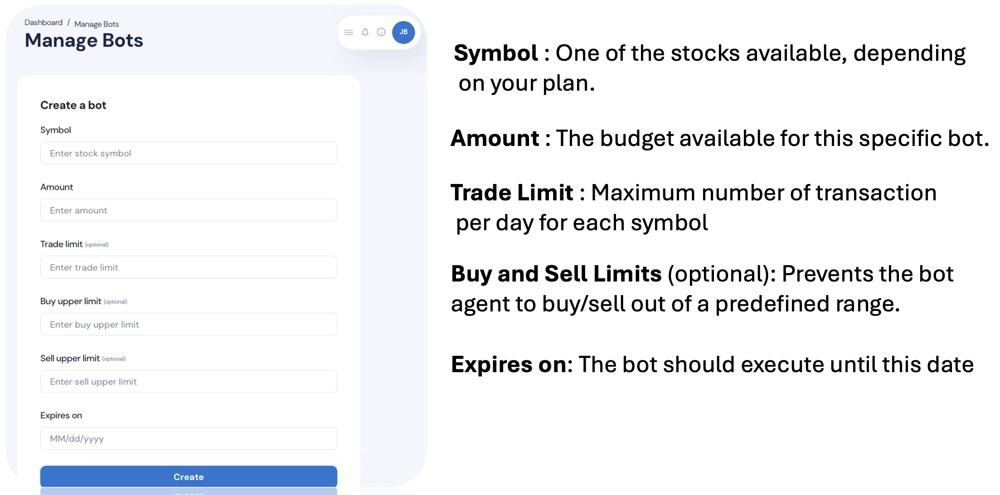 Dashboard / Manage Bots
Manage Bots
JB
Create a bot
Symbol
Enter stock symbol
Amount
Enter amount
Trade limit (optional)
Enter trade limit
Buy upper limit (optional)
Enter buy upper limit
Sell upper limit (optional)
Enter sell upper limit
Expires on
MM/dd/yyyy
Create
Symbol : One of the stocks available, depending
on your plan.
Amount : The budget available for this specific bot.
Trade Limit : Maximum number of transaction
per day for each symbol
Buy and Sell Limits (optional): Prevents the bot
agent to buy/sell out of a predefined range.
Expires on: The bot should execute until this date